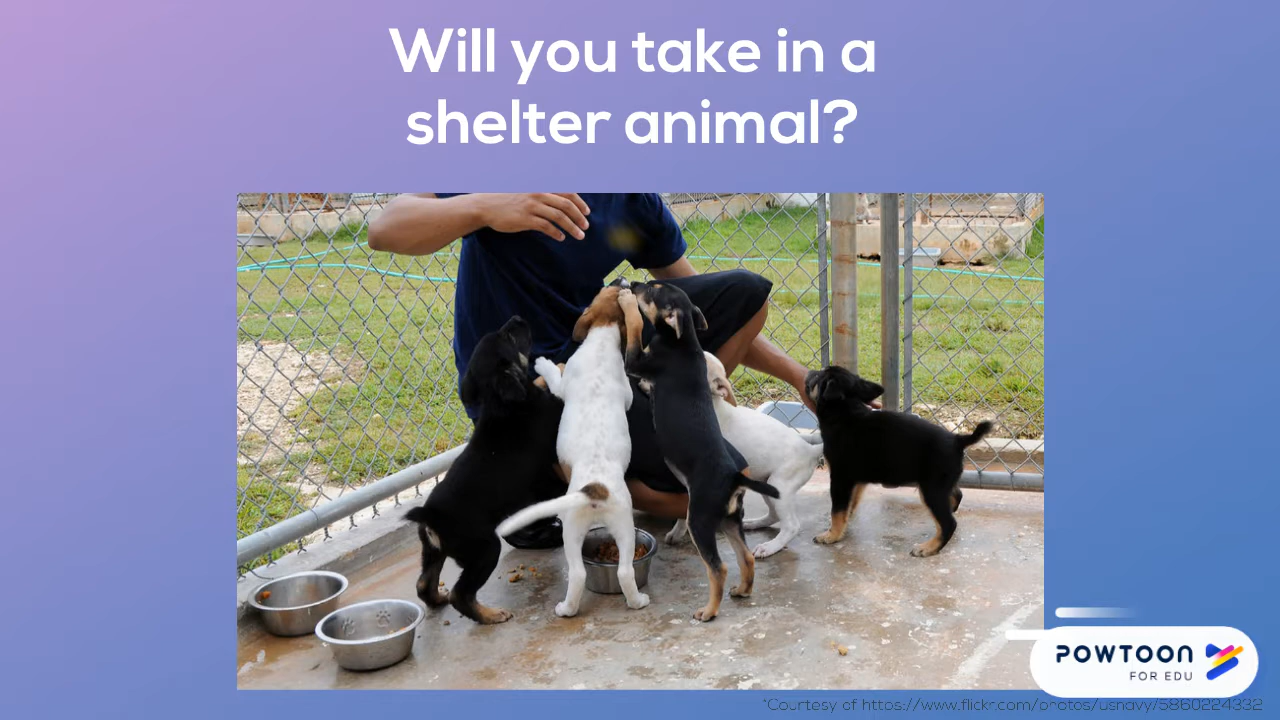 Will you take in a
shelter animal?
POWTOON
FOR EDU
*Courtesy of https://www.flickr.com/photos/usnavy/5860224332